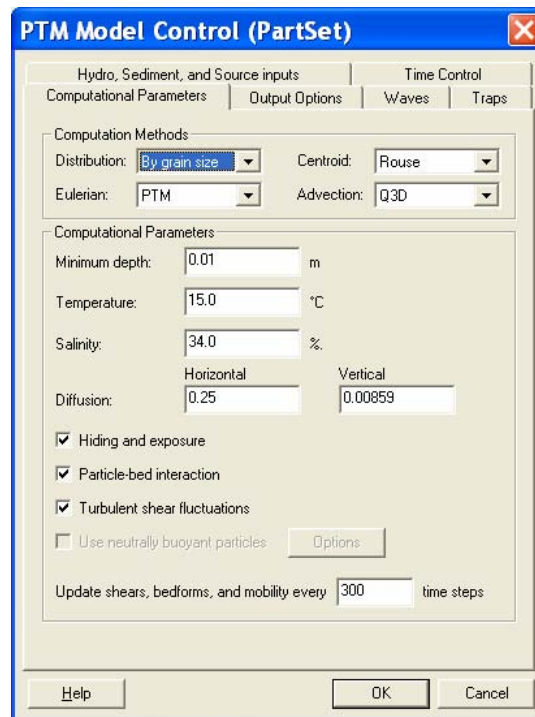 PTM Model Control (PartSet)
Hydro, Sediment, and Source inputs Time Control
Computational Parameters Output Options Waves Traps
Computation Methods
Distribution: By grain size Centroid: Rouse
Eulerian: PTM Advection: Q3D
Computational Parameters
Minimum depth: 0.01 m
Temperature: 15.0 °C
Salinity: 34.0 %.
Horizontal Vertical
Diffusion: 0.25 0.00859
Hiding and exposure
Particle-bed interaction
Turbulent shear fluctuations
Use neutrally buoyant particles Options
Update shears, bedforms, and mobility every 300 time steps
Help OK Cancel